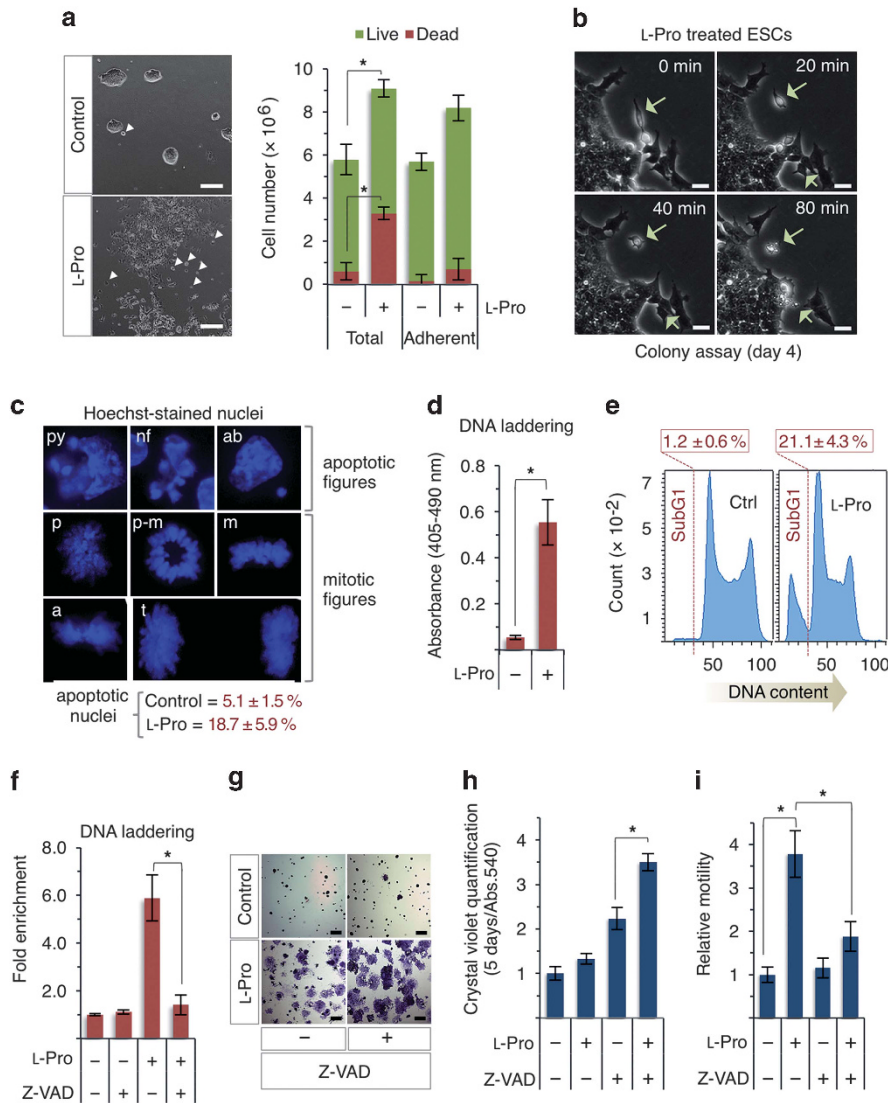 a
Control
L-Pro
Live Dead
Cell number (× 10⁶)
10
8
6
4
2
0
*
*
– + – + L-Pro
Total Adherent
b
L-Pro treated ESCs
0 min
20 min
40 min
80 min
Colony assay (day 4)
c
Hoechst-stained nuclei
py nf ab
apoptotic
figures
p p-m m
a t
mitotic
figures
apoptotic
nuclei
Control = 5.1 ± 1.5 %
L-Pro = 18.7 ± 5.9 %
d
DNA laddering
Absorbance (405-490 nm)
0.8
0.6
0.4
0.2
0
*
L-Pro – +
e
1.2 ± 0.6 %
21.1 ± 4.3 %
Count (× 10-2)
7
5
3
1
SubG1
Ctrl
SubG1
L-Pro
50 100 50 100
DNA content
f
DNA laddering
Fold enrichment
8.0
6.0
4.0
2.0
0.0
*
L-Pro – – + +
Z-VAD – + – +
g
Control
L-Pro
– +
Z-VAD
h
Crystal violet quantification
(5 days/Abs.540)
4
3
2
1
0
*
L-Pro – + – +
Z-VAD – – + +
i
Relative motility
4
3
2
1
0
*
*
L-Pro – + – +
Z-VAD – – + +